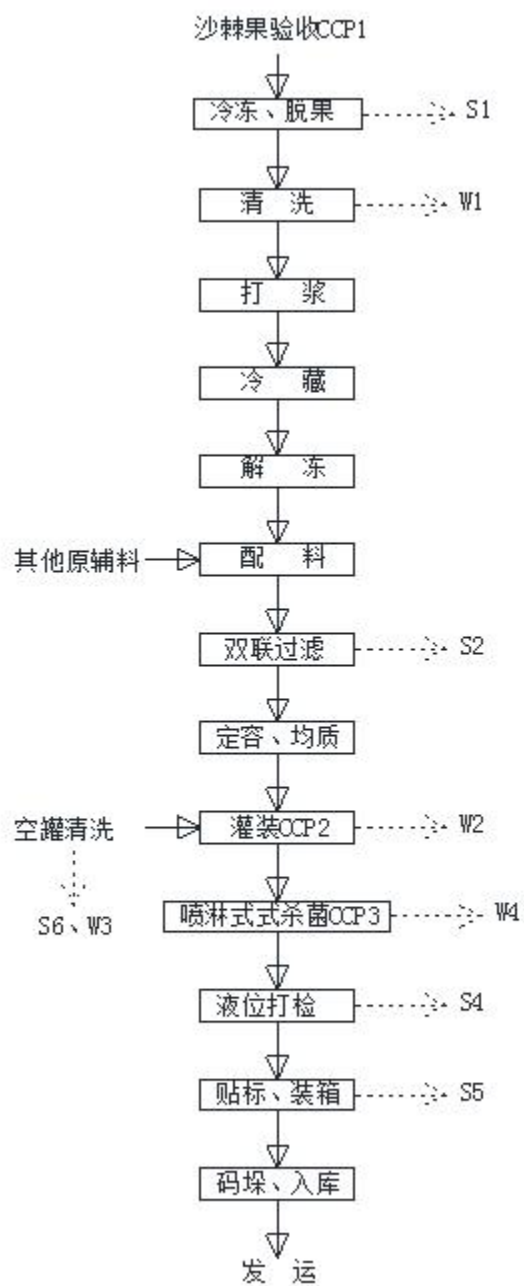 沙棘果验收CCP1
冷冻、脱果 S1
清 洗 W1
打 浆
冷 藏
解 冻
其他原辅料 配 料
双联过滤 S2
定容、均质
空罐清洗 灌装CCP2 W2
S6、W3
喷淋式式杀菌CCP3 W4
液位打检 S4
贴标、装箱 S5
码垛、入库
发 运